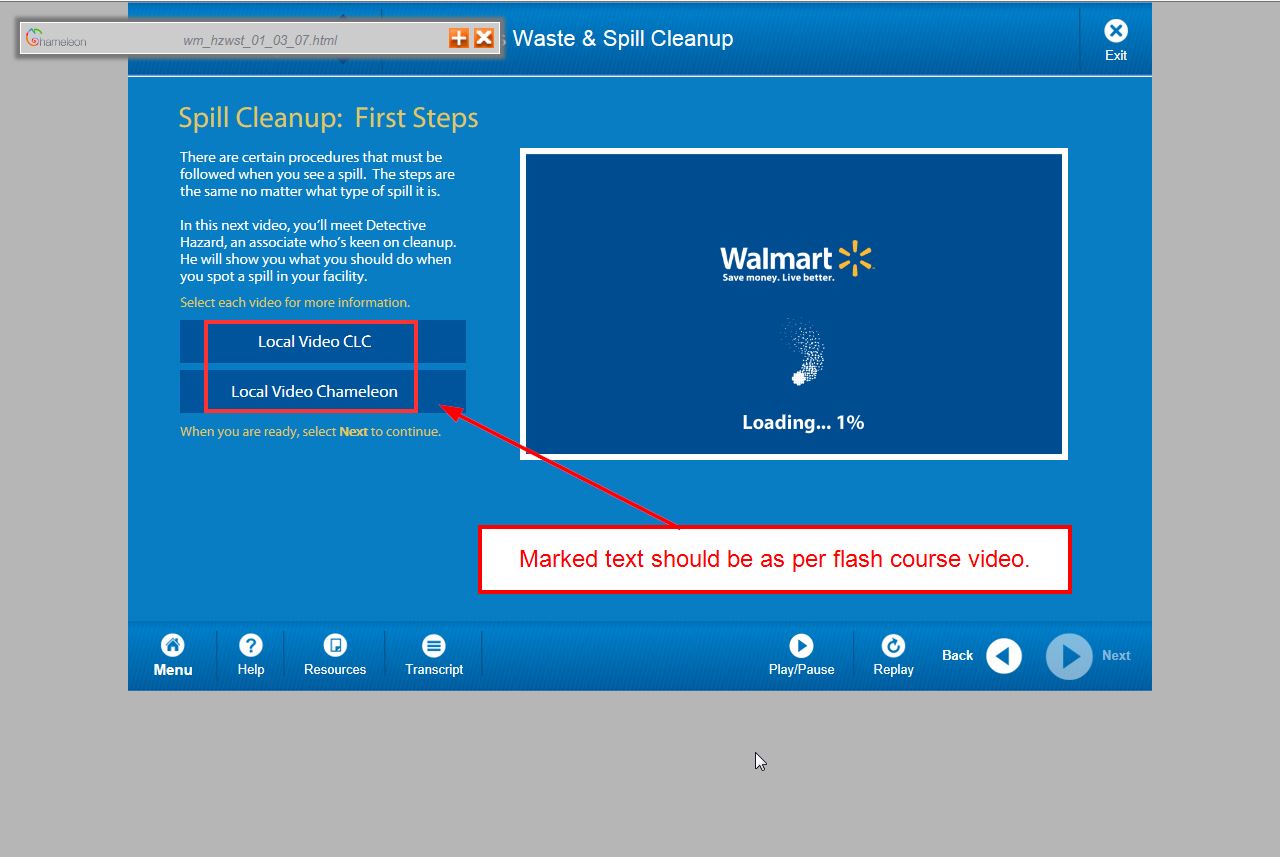 Chameleon
wm_hzwst_01_03_07.html
s Waste & Spill Cleanup
Exit
Spill Cleanup: First Steps
There are certain procedures that must be
followed when you see a spill. The steps are
the same no matter what type of spill it is.
In this next video, you'll meet Detective
Hazard, an associate who's keen on cleanup.
He will show you what you should do when
you spot a spill in your facility.
Select each video for more information.
Local Video CLC
Local Video Chameleon
When you are ready, select Next to continue.
Walmart
Save money. Live better.
Loading... 1%
Marked text should be as per flash course video.
Menu
Help
Resources
Transcript
Play/Pause
Replay
Back
Next